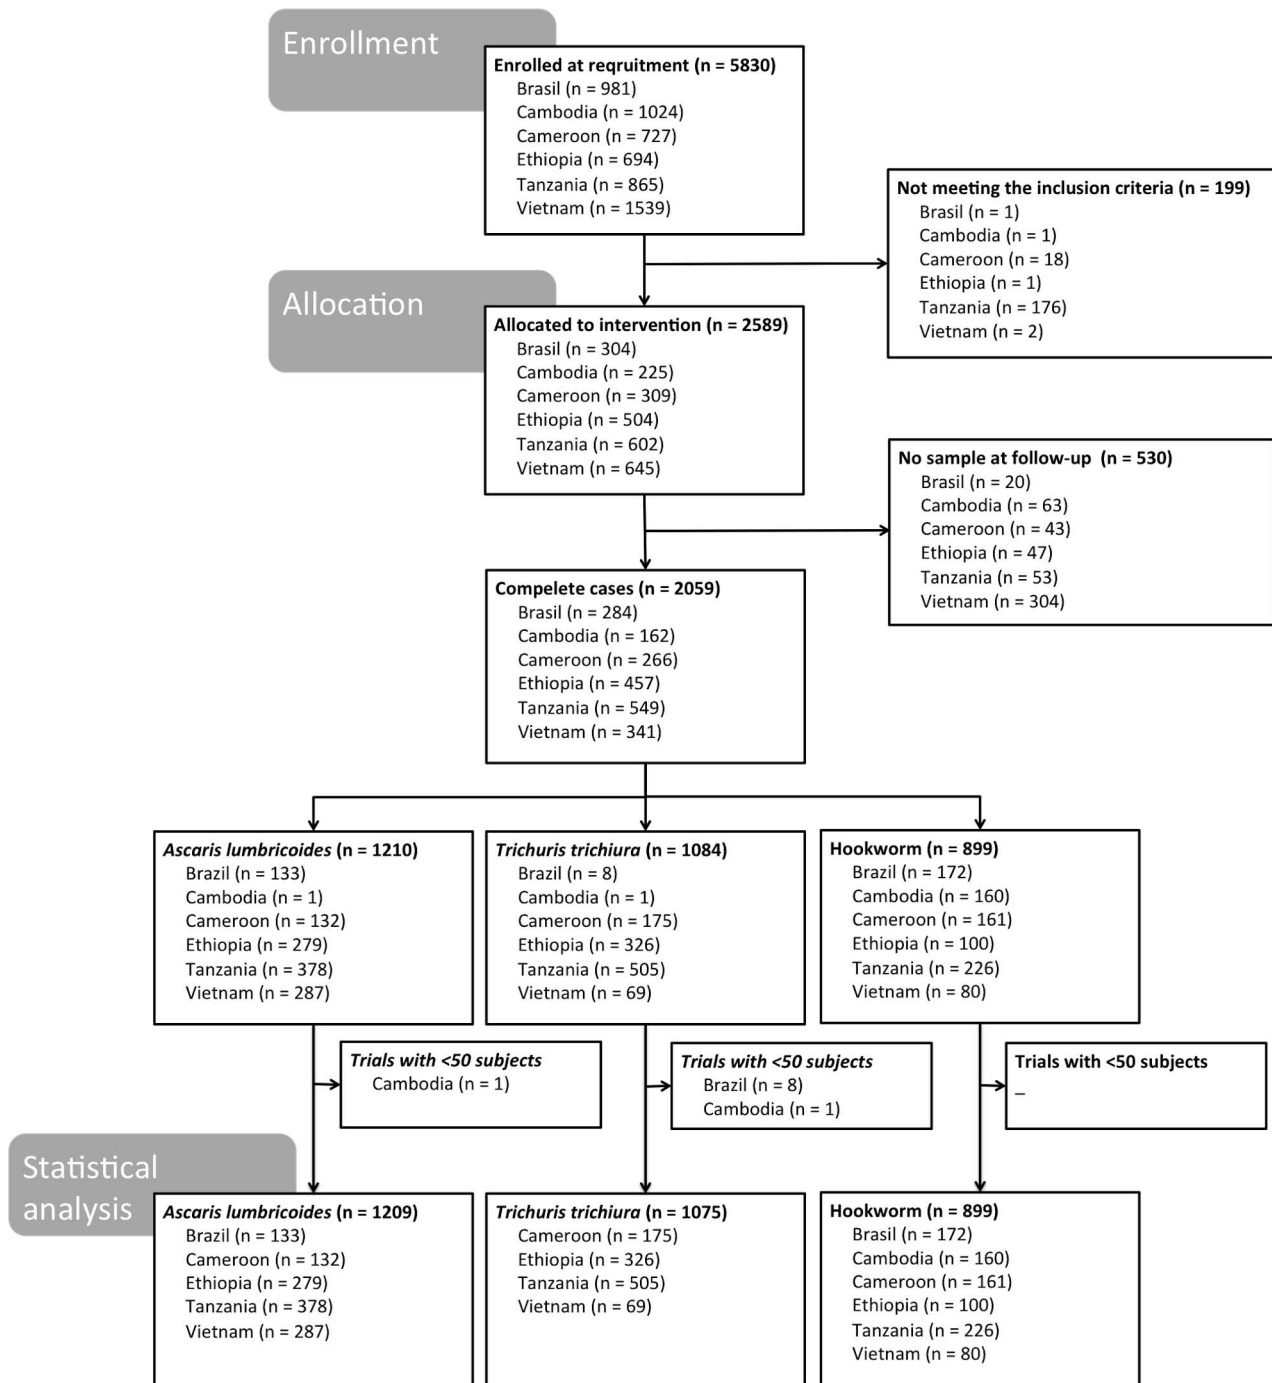 Enrollment
Enrolled at reqruitment (n = 5830)
Brasil (n = 981)
Cambodia (n = 1024)
Cameroon (n = 727)
Ethiopia (n = 694)
Tanzania (n = 865)
Vietnam (n = 1539)
Not meeting the inclusion criteria (n = 199)
Brasil (n = 1)
Cambodia (n = 1)
Cameroon (n = 18)
Ethiopia (n = 1)
Tanzania (n = 176)
Vietnam (n = 2)
Allocation
Allocated to intervention (n = 2589)
Brasil (n = 304)
Cambodia (n = 225)
Cameroon (n = 309)
Ethiopia (n = 504)
Tanzania (n = 602)
Vietnam (n = 645)
No sample at follow-up (n = 530)
Brasil (n = 20)
Cambodia (n = 63)
Cameroon (n = 43)
Ethiopia (n = 47)
Tanzania (n = 53)
Vietnam (n = 304)
Compelete cases (n = 2059)
Brasil (n = 284)
Cambodia (n = 162)
Cameroon (n = 266)
Ethiopia (n = 457)
Tanzania (n = 549)
Vietnam (n = 341)
Ascaris lumbricoides (n = 1210)
Brazil (n = 133)
Cambodia (n = 1)
Cameroon (n = 132)
Ethiopia (n = 279)
Tanzania (n = 378)
Vietnam (n = 287)
Trichuris trichiura (n = 1084)
Brazil (n = 8)
Cambodia (n = 1)
Cameroon (n = 175)
Ethiopia (n = 326)
Tanzania (n = 505)
Vietnam (n = 69)
Hookworm (n = 899)
Brazil (n = 172)
Cambodia (n = 160)
Cameroon (n = 161)
Ethiopia (n = 100)
Tanzania (n = 226)
Vietnam (n = 80)
Trials with <50 subjects
Cambodia (n = 1)
Trials with <50 subjects
Brazil (n = 8)
Cambodia (n = 1)
Trials with <50 subjects
–
Statistical
analysis
Ascaris lumbricoides (n = 1209)
Brazil (n = 133)
Cameroon (n = 132)
Ethiopia (n = 279)
Tanzania (n = 378)
Vietnam (n = 287)
Trichuris trichiura (n = 1075)
Cameroon (n = 175)
Ethiopia (n = 326)
Tanzania (n = 505)
Vietnam (n = 69)
Hookworm (n = 899)
Brasil (n = 172)
Cambodia (n = 160)
Cameroon (n = 161)
Ethiopia (n = 100)
Tanzania (n = 226)
Vietnam (n = 80)